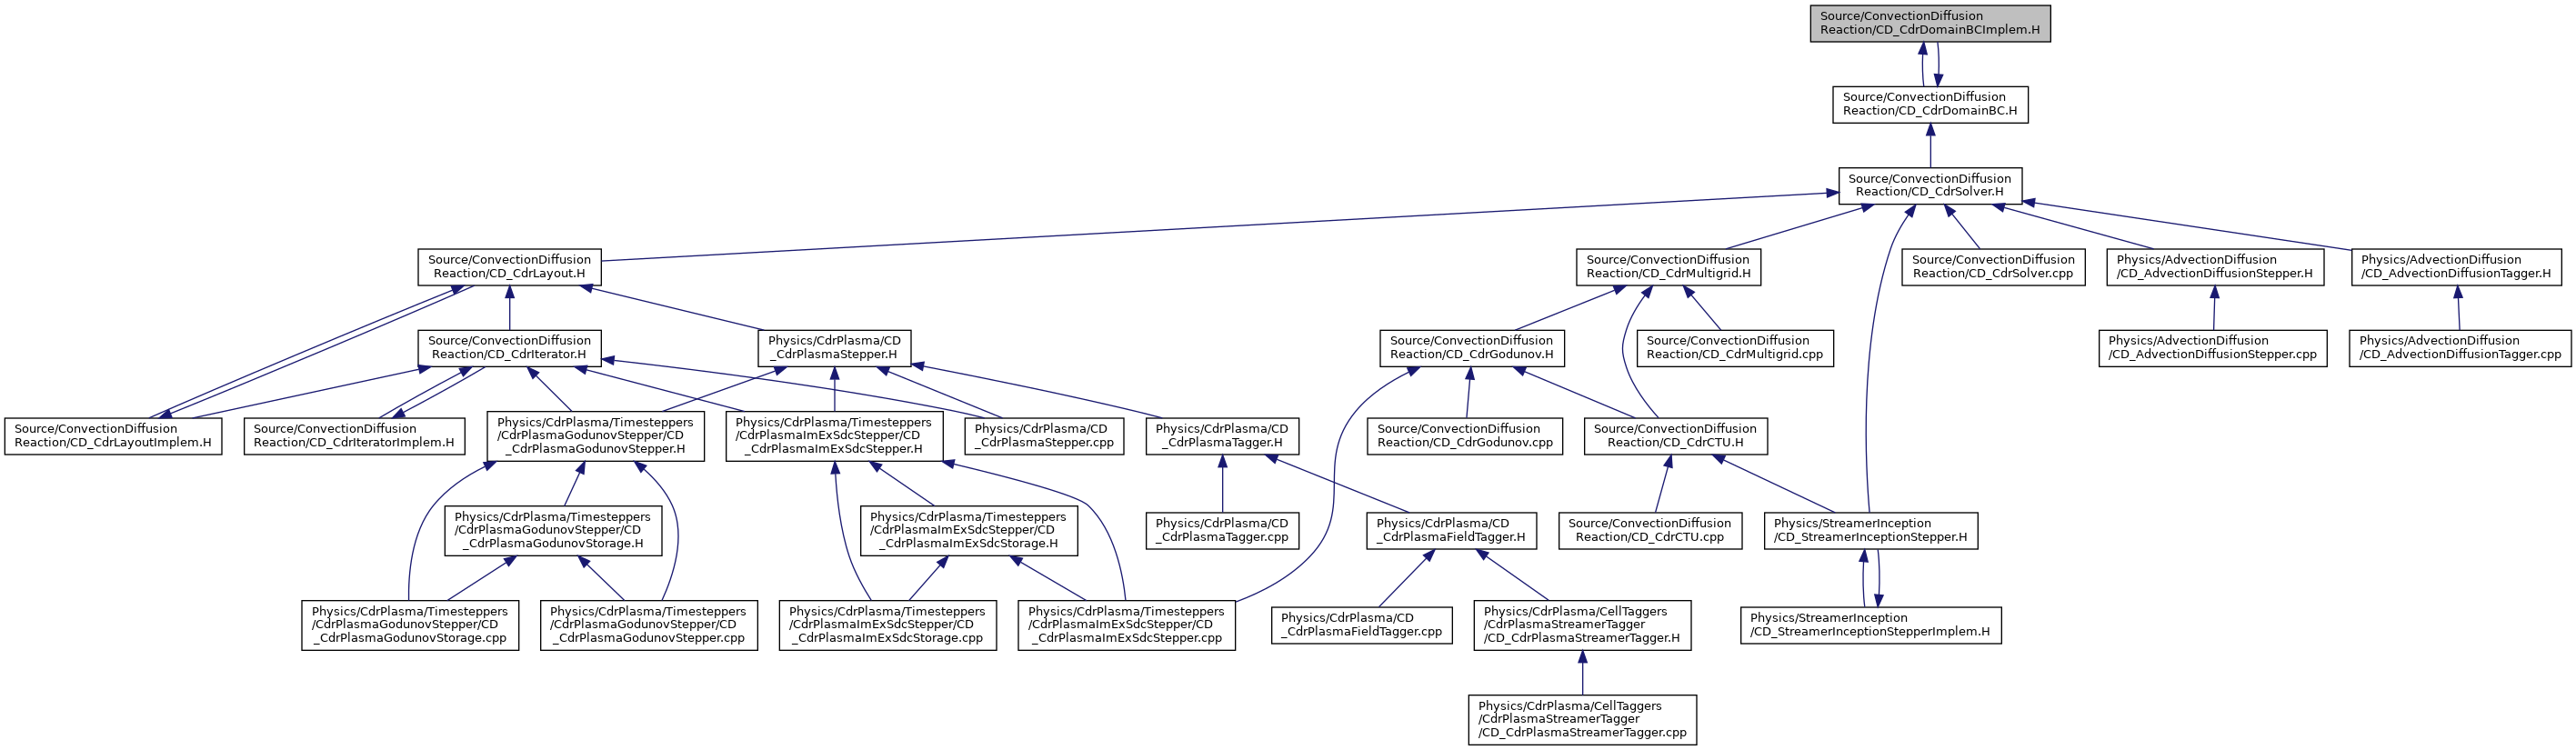 Source/ConvectionDiffusion
Reaction/CD_CdrDomainBCImplem.H
Source/ConvectionDiffusion
Reaction/CD_CdrDomainBC.H
Source/ConvectionDiffusion
Reaction/CD_CdrSolver.H
Source/ConvectionDiffusion
Reaction/CD_CdrLayout.H
Source/ConvectionDiffusion
Reaction/CD_CdrMultigrid.H
Source/ConvectionDiffusion
Reaction/CD_CdrSolver.cpp
Physics/AdvectionDiffusion
/CD_AdvectionDiffusionStepper.H
Physics/AdvectionDiffusion
/CD_AdvectionDiffusionTagger.H
Source/ConvectionDiffusion
Reaction/CD_CdrIterator.H
Physics/CdrPlasma/CD
_CdrPlasmaStepper.H
Source/ConvectionDiffusion
Reaction/CD_CdrGodunov.H
Source/ConvectionDiffusion
Reaction/CD_CdrMultigrid.cpp
Physics/AdvectionDiffusion
/CD_AdvectionDiffusionStepper.cpp
Physics/AdvectionDiffusion
/CD_AdvectionDiffusionTagger.cpp
Source/ConvectionDiffusion
Reaction/CD_CdrLayoutImplem.H
Source/ConvectionDiffusion
Reaction/CD_CdrIteratorImplem.H
Physics/CdrPlasma/Timesteppers
/CdrPlasmaGodunovStepper/CD
_CdrPlasmaGodunovStepper.H
Physics/CdrPlasma/Timesteppers
/CdrPlasmaImExSdcStepper/CD
_CdrPlasmaImExSdcStepper.H
Physics/CdrPlasma/CD
_CdrPlasmaStepper.cpp
Physics/CdrPlasma/CD
_CdrPlasmaTagger.H
Source/ConvectionDiffusion
Reaction/CD_CdrGodunov.cpp
Source/ConvectionDiffusion
Reaction/CD_CdrCTU.H
Physics/CdrPlasma/Timesteppers
/CdrPlasmaGodunovStepper/CD
_CdrPlasmaGodunovStorage.H
Physics/CdrPlasma/Timesteppers
/CdrPlasmaImExSdcStepper/CD
_CdrPlasmaImExSdcStorage.H
Physics/CdrPlasma/CD
_CdrPlasmaTagger.cpp
Physics/CdrPlasma/CD
_CdrPlasmaFieldTagger.H
Source/ConvectionDiffusion
Reaction/CD_CdrCTU.cpp
Physics/StreamerInception
/CD_StreamerInceptionStepper.H
Physics/CdrPlasma/Timesteppers
/CdrPlasmaGodunovStepper/CD
_CdrPlasmaGodunovStorage.cpp
Physics/CdrPlasma/Timesteppers
/CdrPlasmaGodunovStepper/CD
_CdrPlasmaGodunovStepper.cpp
Physics/CdrPlasma/Timesteppers
/CdrPlasmaImExSdcStepper/CD
_CdrPlasmaImExSdcStorage.cpp
Physics/CdrPlasma/Timesteppers
/CdrPlasmaImExSdcStepper/CD
_CdrPlasmaImExSdcStepper.cpp
Physics/CdrPlasma/CD
_CdrPlasmaFieldTagger.cpp
Physics/CdrPlasma/CellTaggers
/CdrPlasmaStreamerTagger
/CD_CdrPlasmaStreamerTagger.H
Physics/StreamerInception
/CD_StreamerInceptionStepperImplem.H
Physics/CdrPlasma/CellTaggers
/CdrPlasmaStreamerTagger
/CD_CdrPlasmaStreamerTagger.cpp